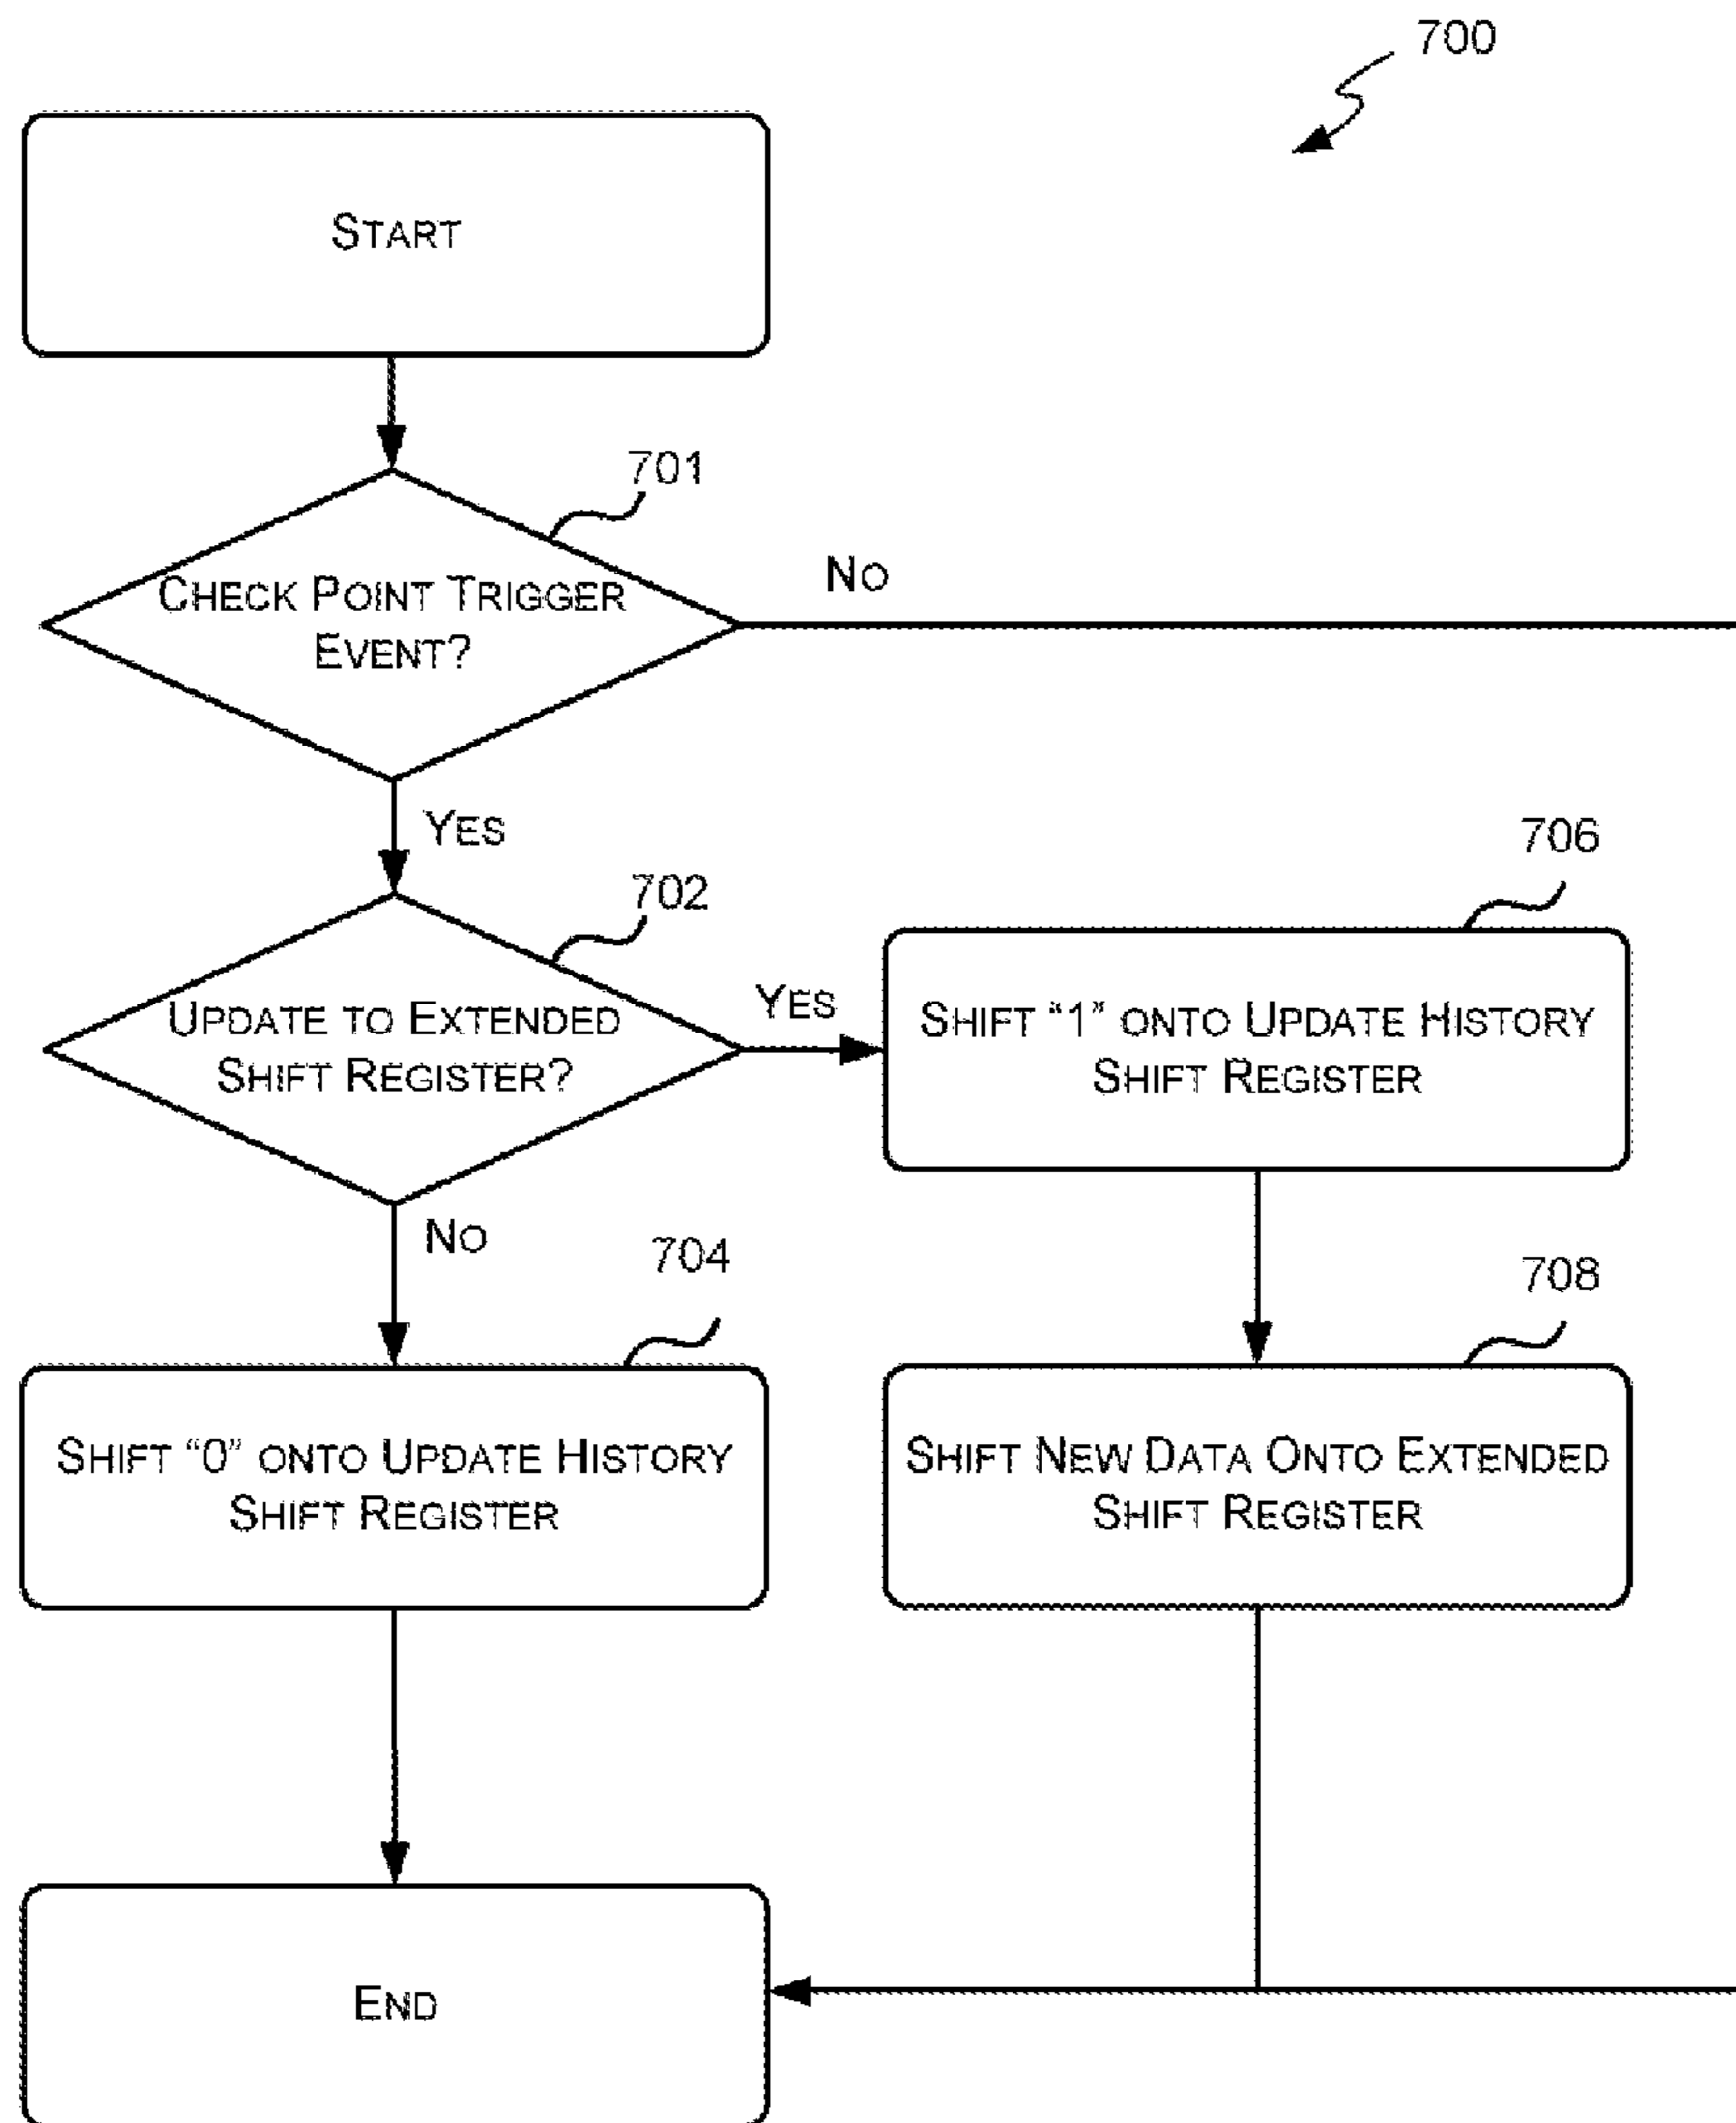 700
START
701
CHECK POINT TRIGGER
EVENT?
NO
YES
702
UPDATE TO EXTENDED
SHIFT REGISTER?
YES
706
SHIFT “1” ONTO UPDATE HISTORY
SHIFT REGISTER
NO
704
SHIFT “0” ONTO UPDATE HISTORY
SHIFT REGISTER
708
SHIFT NEW DATA ONTO EXTENDED
SHIFT REGISTER
END